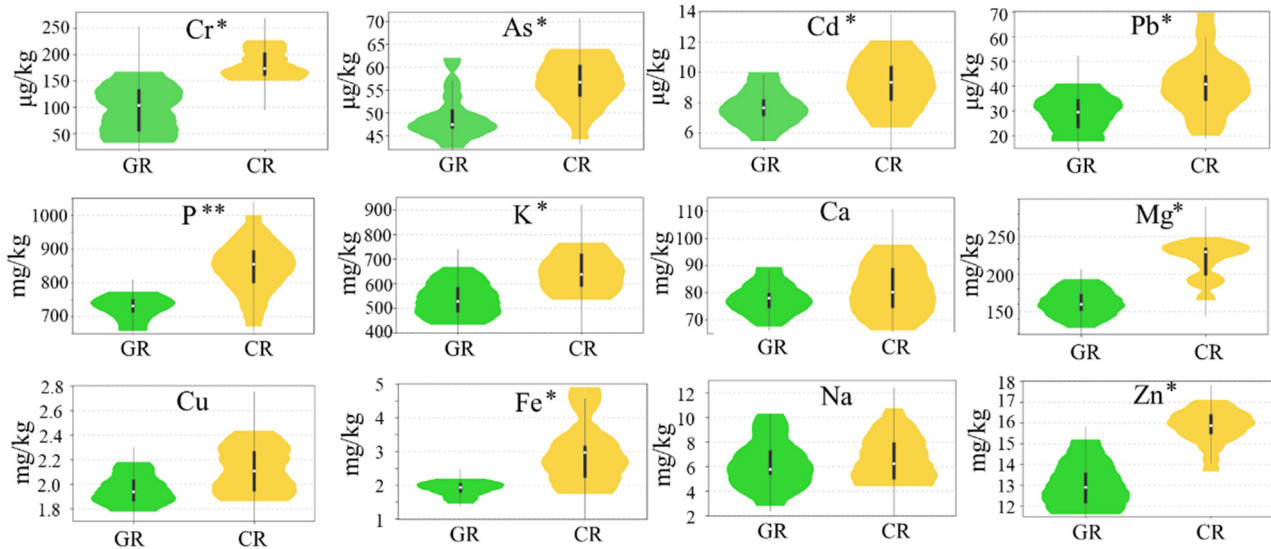 Cr*
µg/kg
250
200
150
100
50
GR CR
As*
µg/kg
70
65
60
55
50
45
GR CR
Cd*
µg/kg
14
12
10
8
6
GR CR
Pb*
µg/kg
70
60
50
40
30
20
GR CR
P**
mg/kg
1000
900
800
700
GR CR
K*
mg/kg
900
800
700
600
500
400
GR CR
Ca
mg/kg
110
100
90
80
70
GR CR
Mg*
mg/kg
250
200
150
GR CR
Cu
mg/kg
2.8
2.6
2.4
2.2
2.0
1.8
GR CR
Fe*
mg/kg
5
4
3
2
1
GR CR
Na
mg/kg
12
10
8
6
4
2
GR CR
Zn*
mg/kg
18
17
16
15
14
13
12
GR CR